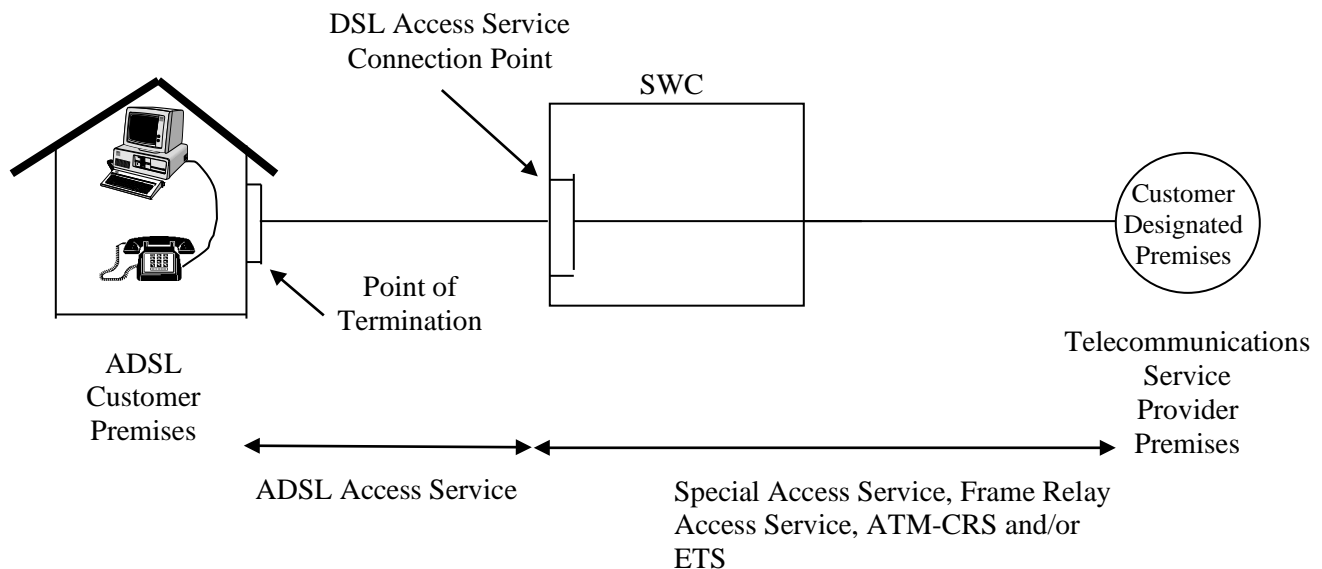 DSL Access Service
Connection Point
SWC
Customer
Designated
Premises
Point of
Termination
ADSL
Customer
Premises
Telecommunications
Service
Provider
Premises
ADSL Access Service
Special Access Service, Frame Relay
Access Service, ATM-CRS and/or
ETS